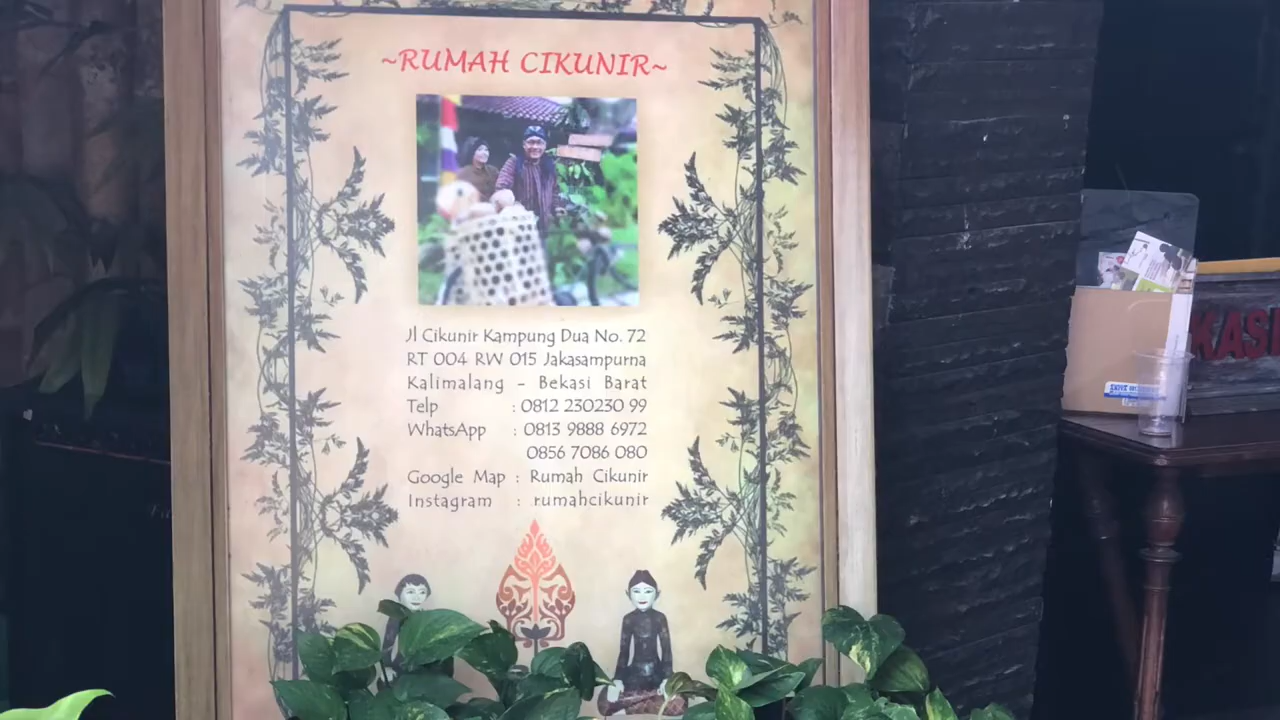 ~RUMAH CIKUNIR~
Jl Cikunir Kampung Dua No. 72
RT 004 RW 015 Jakasampurna
Kalimalang - Bekasi Barat
Telp : 0812 230230 99
WhatsApp : 0813 9888 6972
0856 7086 080
Google Map : Rumah Cikunir
Instagram : rumahcikunir